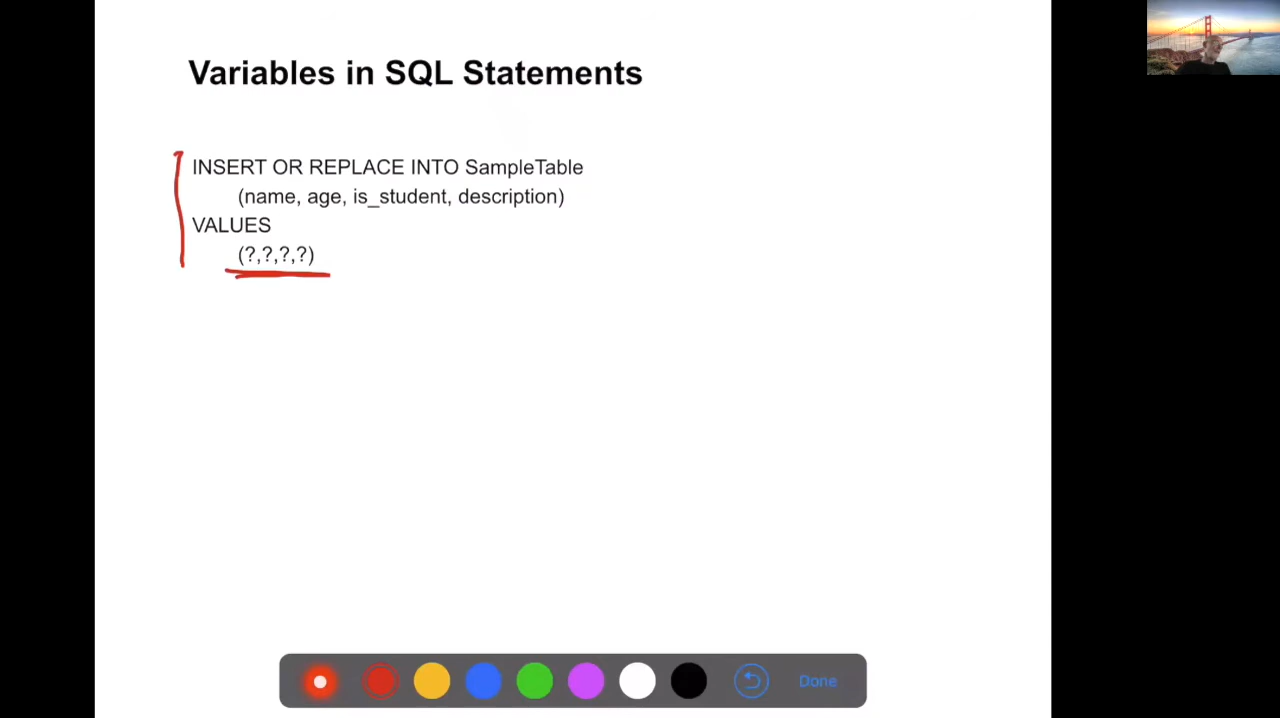 Variables in SQL Statements
INSERT OR REPLACE INTO SampleTable
(name, age, is_student, description)
VALUES
(?,?,?,?)
Done